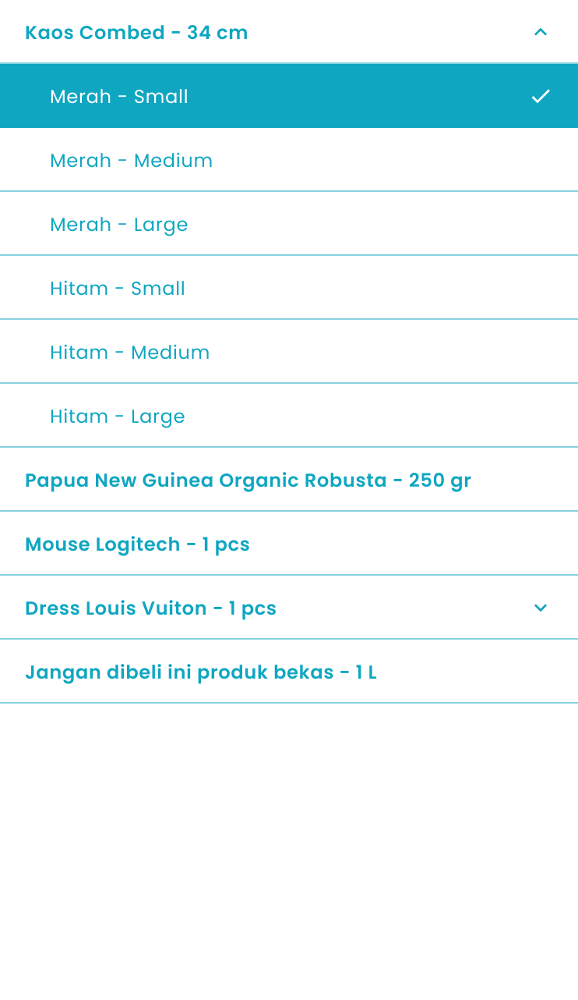 Kaos Combed - 34 cm
Merah - Small
Merah - Medium
Merah - Large
Hitam - Small
Hitam - Medium
Hitam - Large
Papua New Guinea Organic Robusta - 250 gr
Mouse Logitech - 1 pcs
Dress Louis Vuiton - 1 pcs
Jangan dibeli ini produk bekas - 1 L